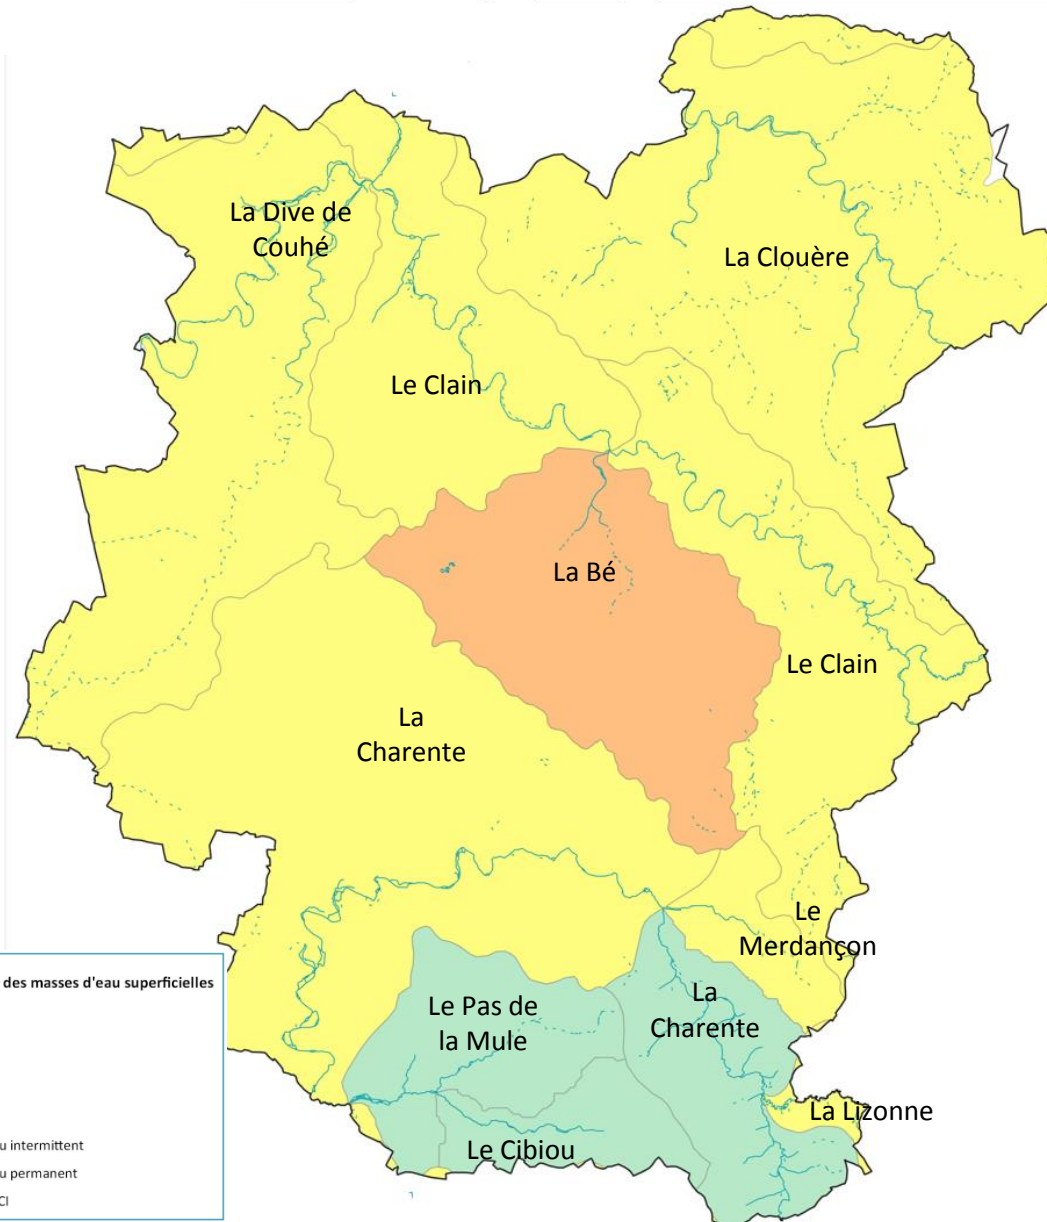 La Dive de
Couhé
La Clouère
Le Clain
La Bé
Le Clain
La
Charente
Le
Merdançon
des masses d'eau superficielles
Le Pas de
la Mule
La
Charente
La Lizonne
Le Cibiou
u intermittent
u permanent
CI